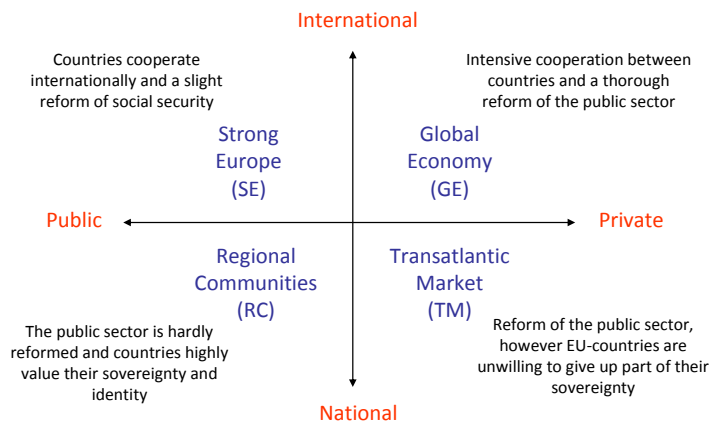 International
Countries cooperate
internationally and a slight
reform of social security
Intensive cooperation between
countries and a thorough
reform of the public sector
Strong
Europe
(SE)
Global
Economy
(GE)
Public
Private
Regional
Communities
(RC)
Transatlantic
Market
(TM)
The public sector is hardly
reformed and countries highly
value their sovereignty and
identity
Reform of the public sector,
however EU-countries are
unwilling to give up part of their
sovereignty
National